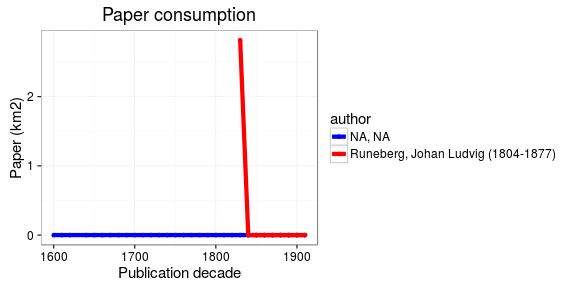 Paper consumption
Paper (km2)
2
1
0
1600 1700 1800 1900
Publication decade
author
NA, NA
Runeberg, Johan Ludvig (1804-1877)